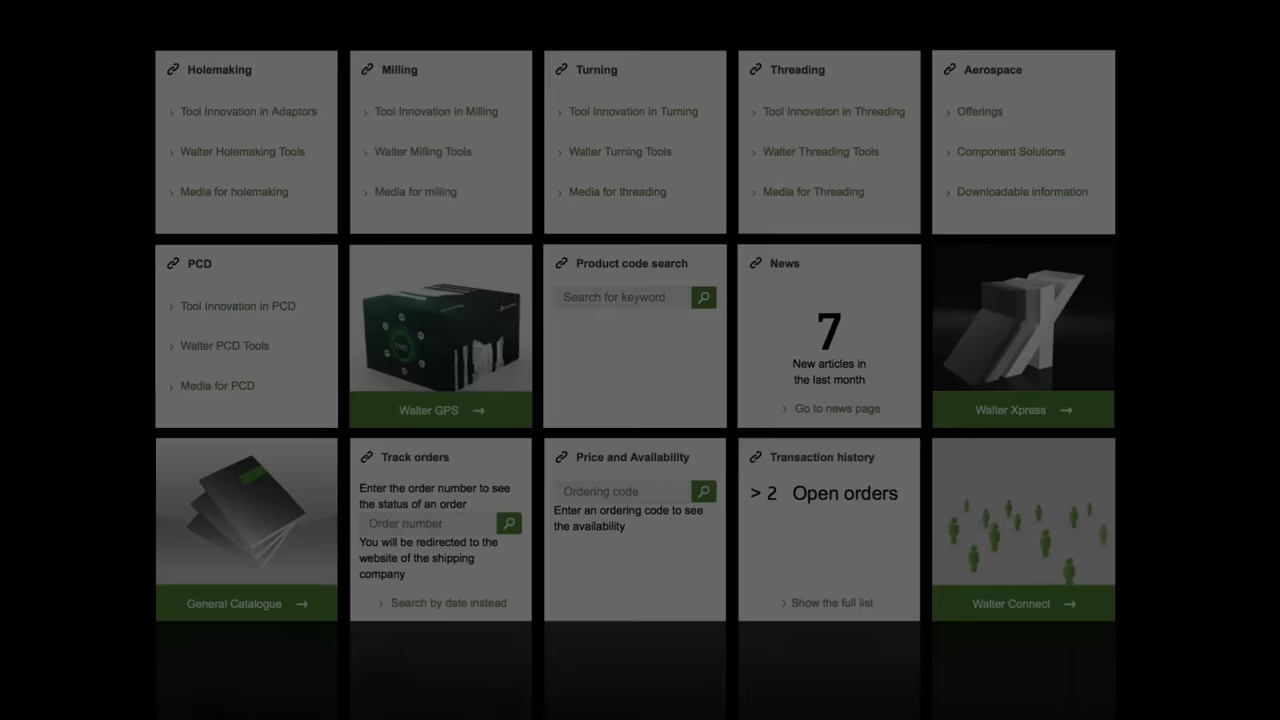 Holemaking
> Tool Innovation in Adaptors
> Walter Holemaking Tools
> Media for holemaking
Milling
> Tool Innovation in Milling
> Walter Milling Tools
> Media for milling
Turning
> Tool Innovation in Turning
> Walter Turning Tools
> Media for threading
Threading
> Tool Innovation in Threading
> Walter Threading Tools
> Media for Threading
Aerospace
> Offerings
> Component Solutions
> Downloadable information
PCD
> Tool Innovation in PCD
> Walter PCD Tools
> Media for PCD
Walter GPS →
Product code search
Search for keyword
News
7
New articles in
the last month
> Go to news page
Walter Xpress →
General Catalogue →
Track orders
Enter the order number to see
the status of an order
Order number
You will be redirected to the
website of the shipping
company
> Search by date instead
Price and Availability
Ordering code
Enter an ordering code to see
the availability
Transaction history
> 2 Open orders
> Show the full list
Walter Connect →